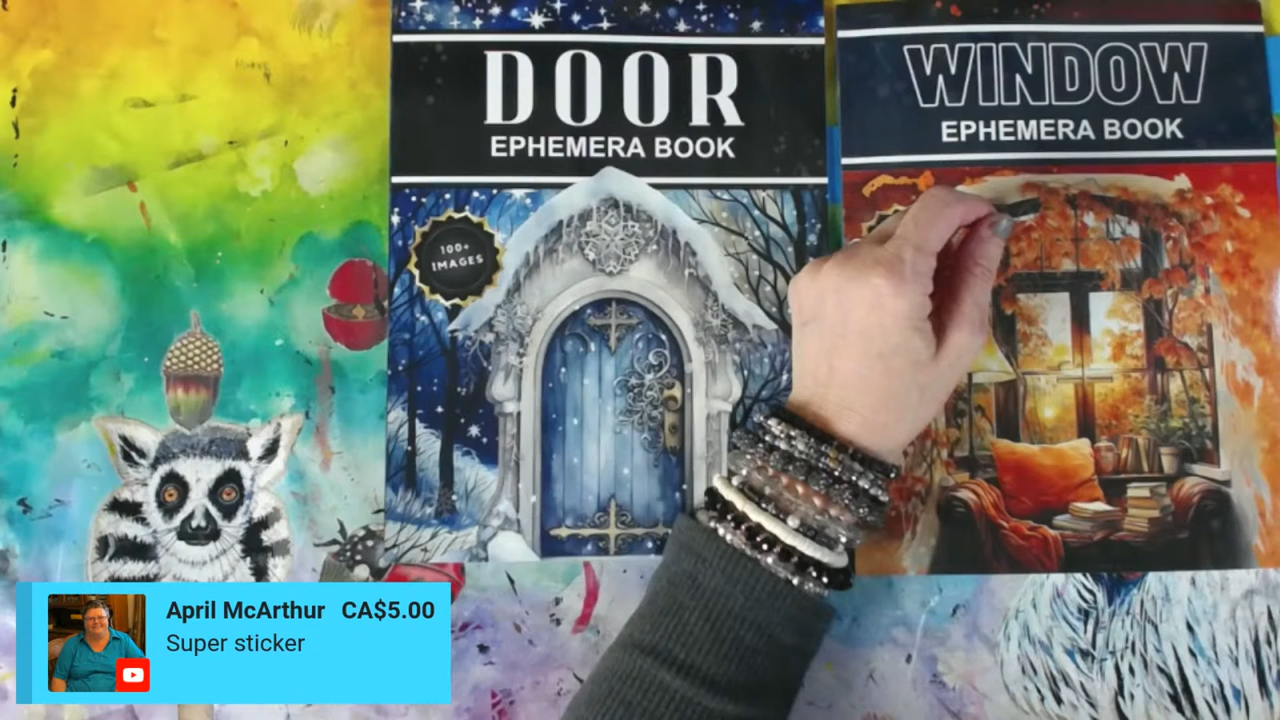 DOOR
EPHEMERA BOOK
100+
IMAGES
WINDOW
EPHEMERA BOOK
April McArthur CA$5.00
Super sticker